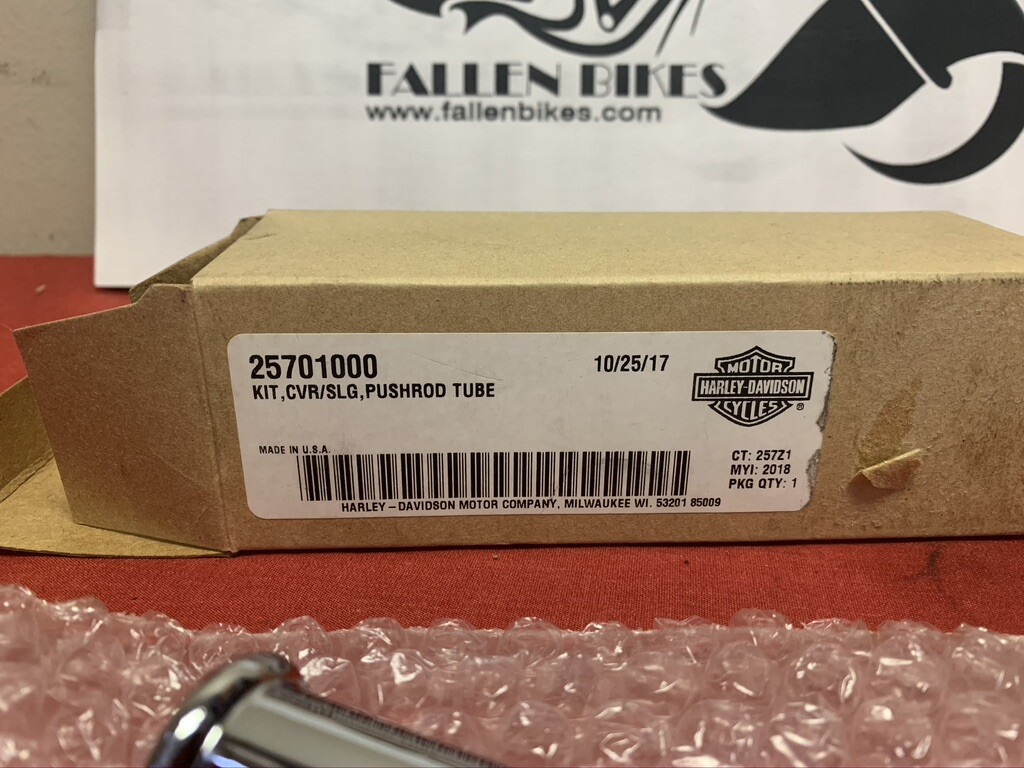 FALLEN BIKES
www.fallenbikes.com
25701000
10/25/17
KIT,CVR/SLG,PUSHROD TUBE
MOTOR
HARLEY-DAVIDSON
CYCLES
®
MADE IN U.S.A.
CT: 257Z1
MYI: 2018
PKG QTY: 1
HARLEY-DAVIDSON MOTOR COMPANY, MILWAUKEE WI. 53201 85009